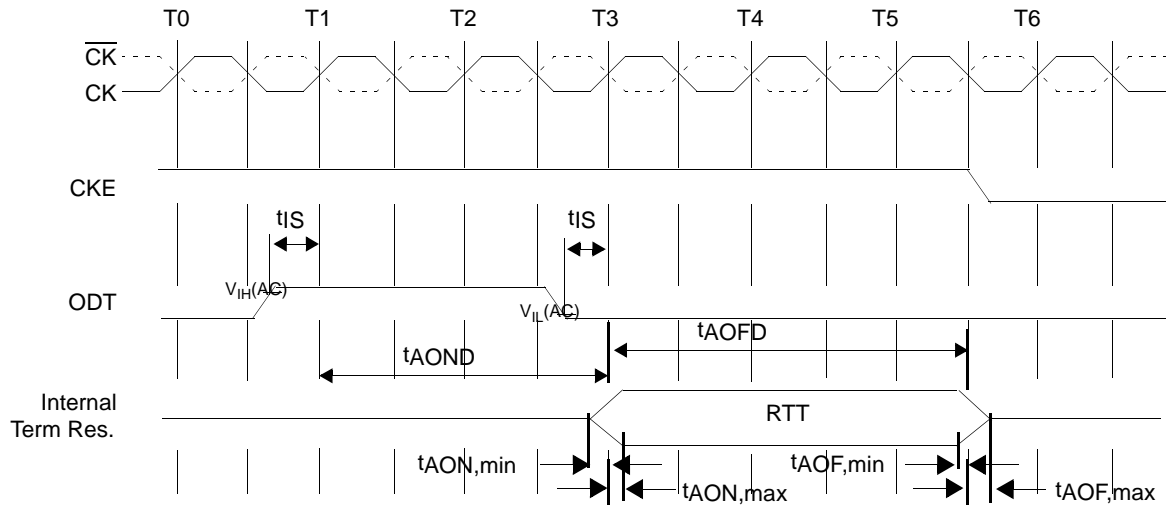 T0 T1 T2 T3 T4 T5 T6
CK
CK
CKE
tIS tIS
VIH(AC)
ODT
VIL(AC)
tAOFD
tAOND
Internal
Term Res.
RTT
tAON,min tAOF,min
tAON,max tAOF,max